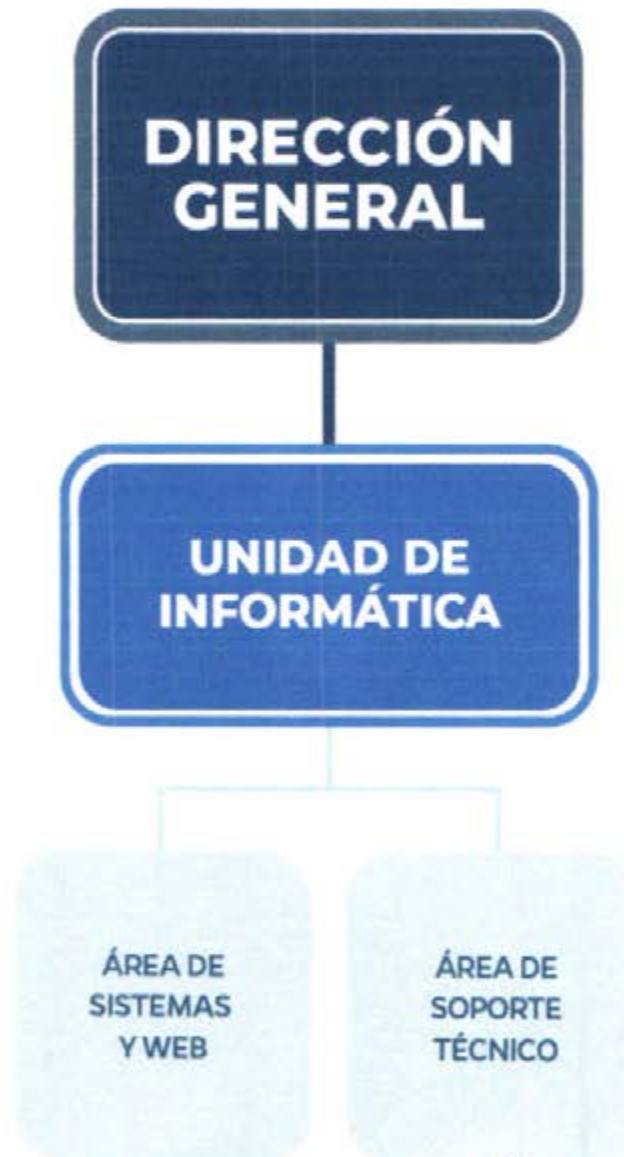 DIRECCIÓN
GENERAL
UNIDAD DE
INFORMÁTICA
ÁREA DE
SISTEMAS
Y WEB
ÁREA DE
SOPORTE
TÉCNICO